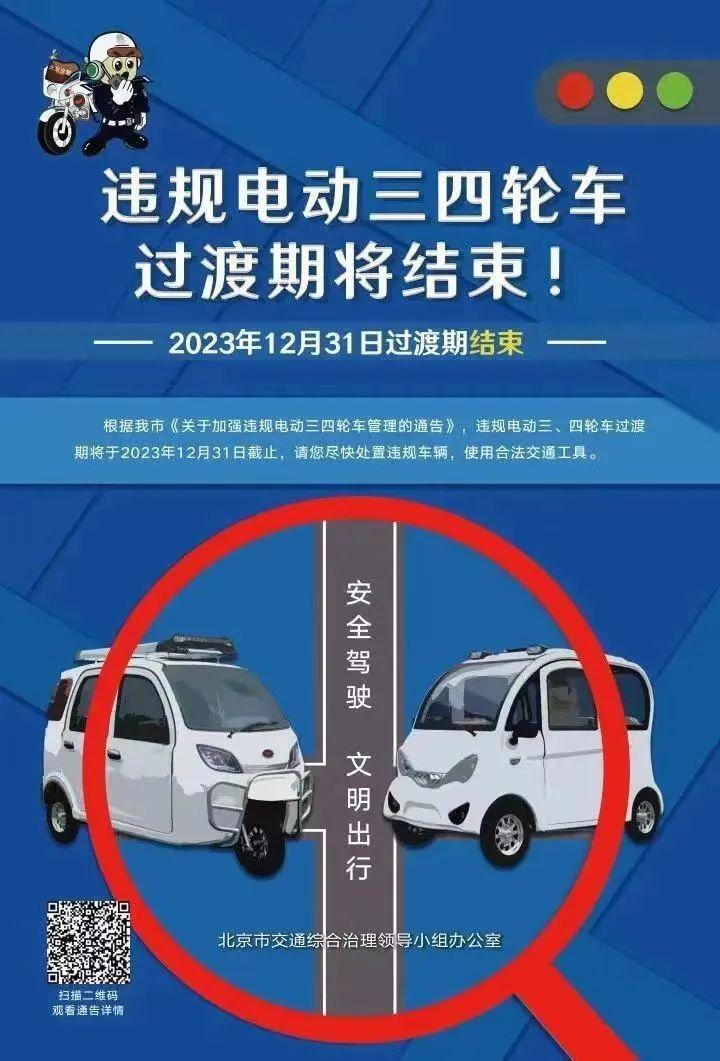 违规电动三四轮车
过渡期将结束！
2023年12月31日过渡期结束
根据我市《关于加强违规电动三四轮车管理的通告》，违规电动三、四轮车过渡
期将于2023年12月31日截止，请您尽快处置违规车辆，使用合法交通工具。
安全驾驶 文明出行
北京市交通综合治理领导小组办公室
扫描二维码
观看通告详情